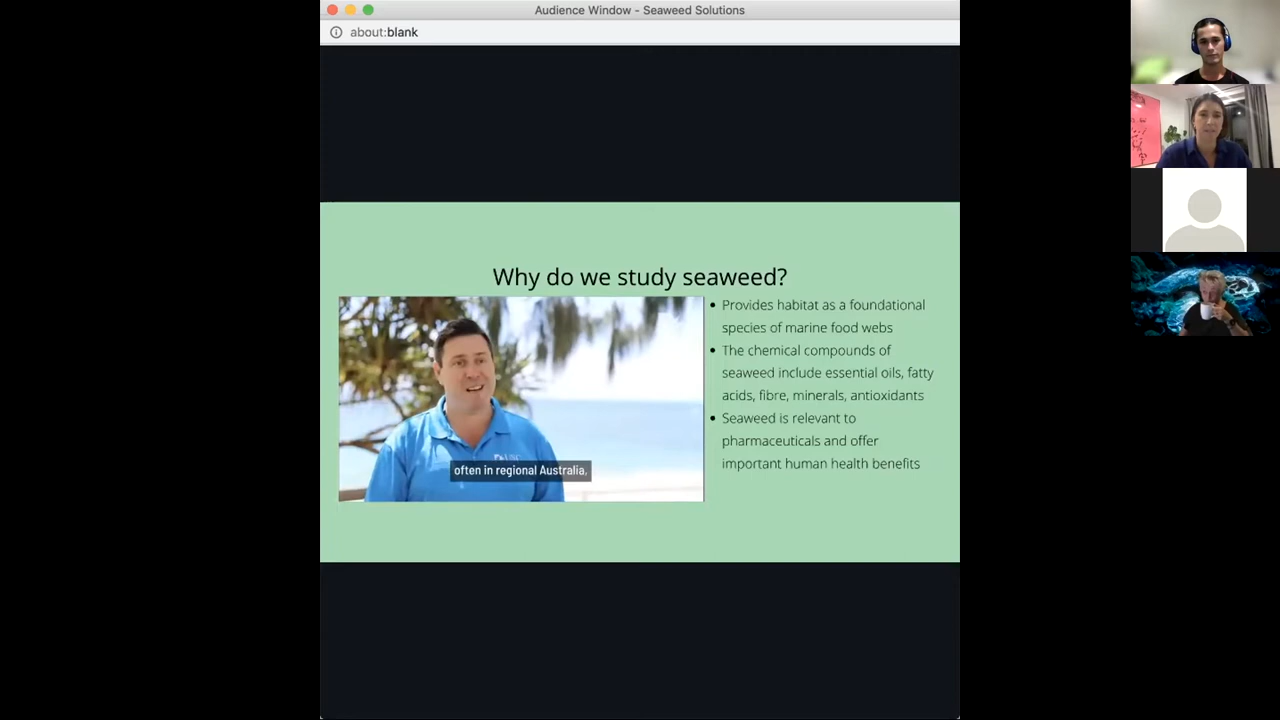 Audience Window - Seaweed Solutions
about:blank
Why do we study seaweed?
• Provides habitat as a foundational
species of marine food webs
• The chemical compounds of
seaweed include essential oils, fatty
acids, fibre, minerals, antioxidants
• Seaweed is relevant to
pharmaceuticals and offer
important human health benefits
often in regional Australia,